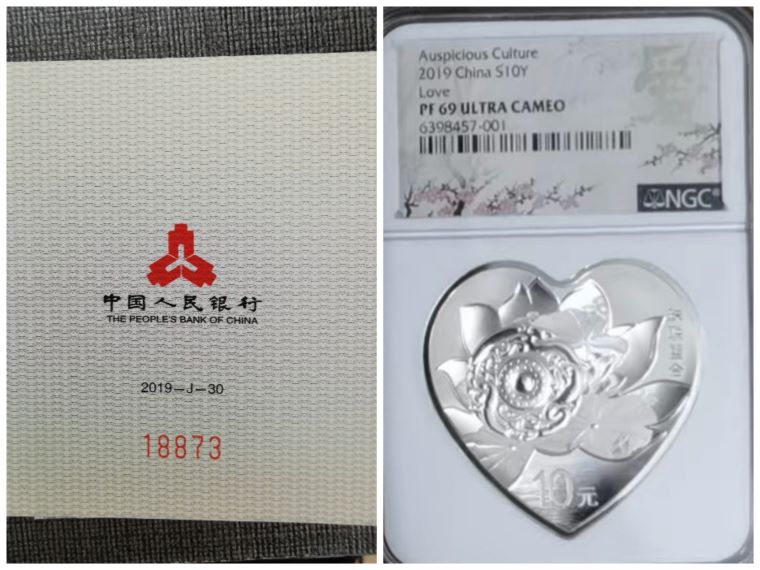 中国人民银行
THE PEOPLE'S BANK OF CHINA
2019—J—30
18873
Auspicious Culture
2019 China S10Y
Love
PF 69 ULTRA CAMEO
6398457-001
NGC
10元